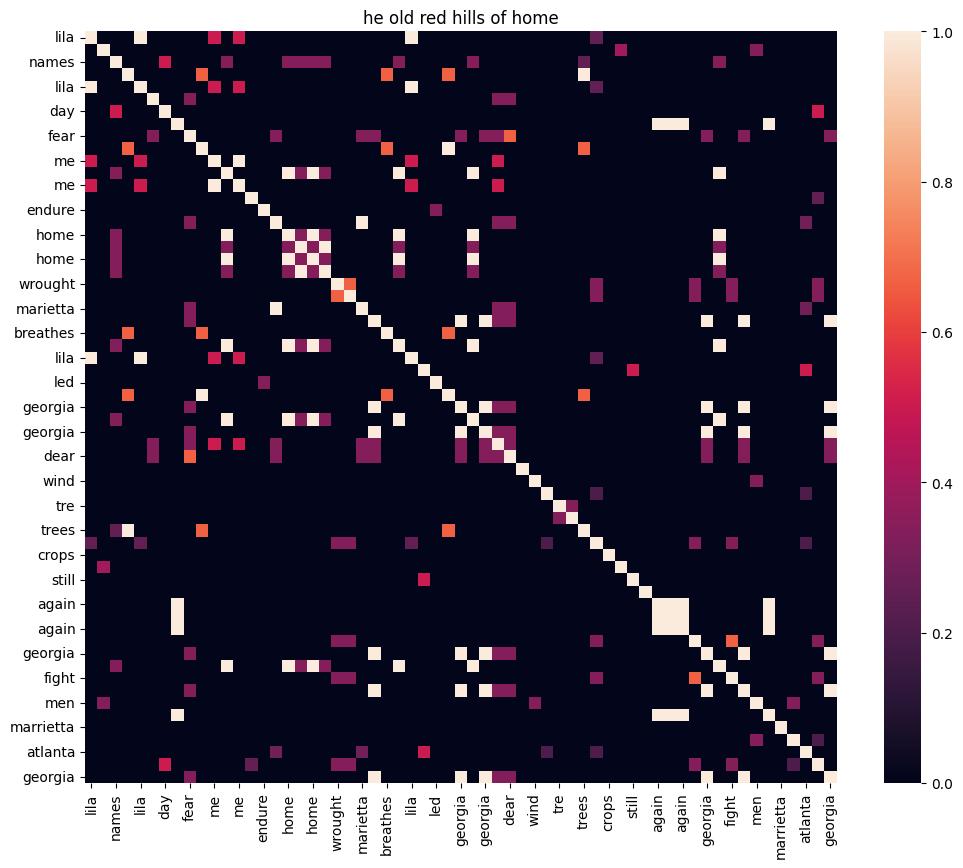 he old red hills of home
lila
names
lila
day
fear
me
me
endure
home
home
wrought
marietta
breathes
lila
led
georgia
georgia
dear
wind
tre
trees
crops
still
again
again
georgia
fight
men
marrietta
atlanta
georgia
lila
names
lila
day
fear
me
me
endure
home
home
wrought
marietta
breathes
lila
led
georgia
georgia
dear
wind
tre
trees
crops
still
again
again
georgia
fight
men
marrietta
atlanta
georgia
1.0
0.8
0.6
0.4
0.2
0.0